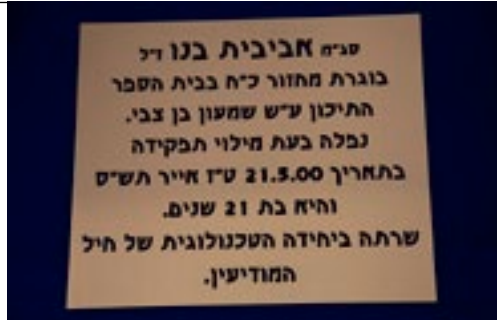 סג״מ אביבית בנו ז״ל
בוגרת מחזור כ״ח בבית הספר
התיכון ע״ש שמעון בן צבי.
נפלה בעת מילוי תפקידה
בתאריך 21.5.00 ט״ז אייר תש״ס
והיא בת 21 שנים.
שרתה ביחידה הטכנולוגית של חיל
המודיעין.